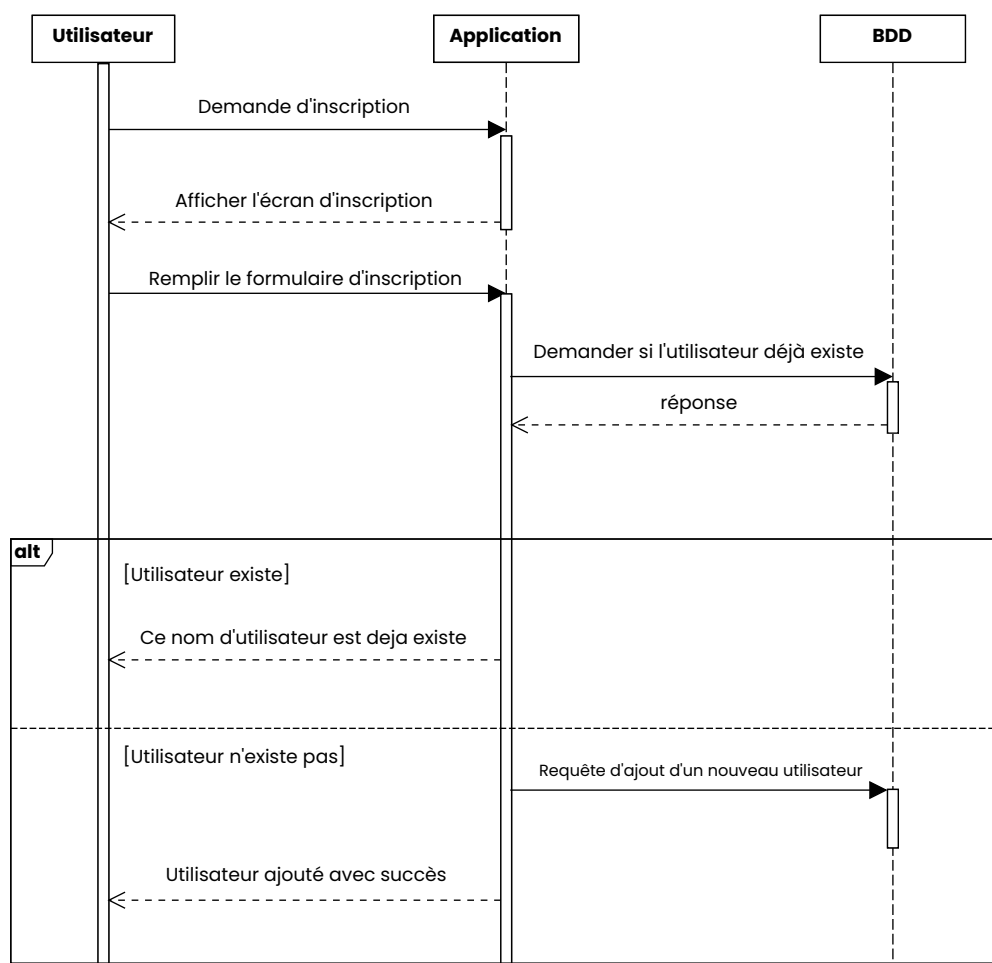 Utilisateur
Application
BDD
Demande d'inscription
Afficher l'écran d'inscription
Remplir le formulaire d'inscription
Demander si l'utilisateur déjà existe
réponse
alt
[Utilisateur existe]
Ce nom d'utilisateur est deja existe
[Utilisateur n'existe pas]
Requête d'ajout d'un nouveau utilisateur
Utilisateur ajouté avec succès